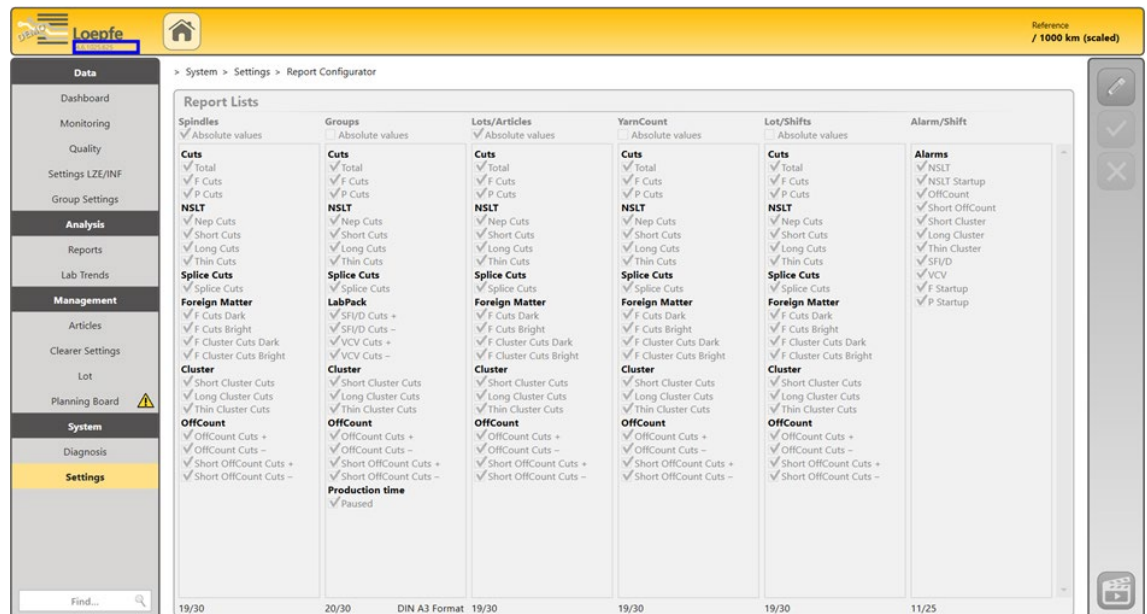 DEMO
Loepfe
Reference
/ 1000 km (scaled)
Data
Dashboard
Monitoring
Quality
Settings LZE/INF
Group Settings
Analysis
Reports
Lab Trends
Management
Articles
Clearer Settings
Lot
Planning Board
System
Diagnosis
Settings
Find...
> System > Settings > Report Configurator
Report Lists
Spindles
Absolute values
Cuts
Total
F Cuts
P Cuts
NSLT
Nep Cuts
Short Cuts
Long Cuts
Thin Cuts
Splice Cuts
Splice Cuts
Foreign Matter
F Cuts Dark
F Cuts Bright
F Cluster Cuts Dark
F Cluster Cuts Bright
Cluster
Short Cluster Cuts
Long Cluster Cuts
Thin Cluster Cuts
OffCount
OffCount Cuts +
OffCount Cuts –
Short OffCount Cuts +
Short OffCount Cuts –
19/30
Groups
Absolute values
Cuts
Total
F Cuts
P Cuts
NSLT
Nep Cuts
Short Cuts
Long Cuts
Thin Cuts
Splice Cuts
Splice Cuts
LabPack
SFI/D Cuts +
SFI/D Cuts –
VCV Cuts +
VCV Cuts –
Cluster
Short Cluster Cuts
Long Cluster Cuts
Thin Cluster Cuts
OffCount
OffCount Cuts +
OffCount Cuts –
Short OffCount Cuts +
Short OffCount Cuts –
Production time
Paused
20/30 DIN A3 Format
Lots/Articles
Absolute values
Cuts
Total
F Cuts
P Cuts
NSLT
Nep Cuts
Short Cuts
Long Cuts
Thin Cuts
Splice Cuts
Splice Cuts
Foreign Matter
F Cuts Dark
F Cuts Bright
F Cluster Cuts Dark
F Cluster Cuts Bright
Cluster
Short Cluster Cuts
Long Cluster Cuts
Thin Cluster Cuts
OffCount
OffCount Cuts +
OffCount Cuts –
Short OffCount Cuts +
Short OffCount Cuts –
19/30
YarnCount
Absolute values
Cuts
Total
F Cuts
P Cuts
NSLT
Nep Cuts
Short Cuts
Long Cuts
Thin Cuts
Splice Cuts
Splice Cuts
Foreign Matter
F Cuts Dark
F Cuts Bright
F Cluster Cuts Dark
F Cluster Cuts Bright
Cluster
Short Cluster Cuts
Long Cluster Cuts
Thin Cluster Cuts
OffCount
OffCount Cuts +
OffCount Cuts –
Short OffCount Cuts +
Short OffCount Cuts –
19/30
Lot/Shifts
Absolute values
Cuts
Total
F Cuts
P Cuts
NSLT
Nep Cuts
Short Cuts
Long Cuts
Thin Cuts
Splice Cuts
Splice Cuts
Foreign Matter
F Cuts Dark
F Cuts Bright
F Cluster Cuts Dark
F Cluster Cuts Bright
Cluster
Short Cluster Cuts
Long Cluster Cuts
Thin Cluster Cuts
OffCount
OffCount Cuts +
OffCount Cuts –
Short OffCount Cuts +
Short OffCount Cuts –
19/30
Alarm/Shift
Alarms
NSLT
NSLT Startup
OffCount
Short OffCount
Short Cluster
Long Cluster
Thin Cluster
SFI/D
VCV
F Startup
P Startup
11/25